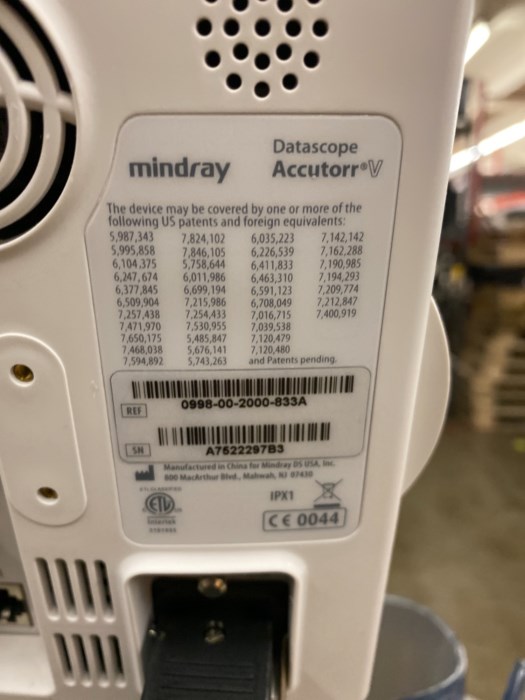 mindray
Datascope
Accutorr® V
The device may be covered by one or more of the
following US patents and foreign equivalents:
5,987,343 7,824,102 6,035,223 7,142,142
5,995,858 7,846,105 6,226,539 7,162,288
6,104,375 5,758,644 6,411,833 7,190,985
6,247,674 6,011,986 6,463,310 7,194,293
6,377,845 6,699,194 6,591,123 7,209,774
6,509,904 7,215,986 6,708,049 7,212,847
7,257,438 7,254,433 7,016,715 7,400,919
7,471,970 7,530,955 7,039,538
7,650,175 5,485,847 7,120,479
7,468,038 5,676,141 7,120,480
7,594,892 5,743,263 and Patents pending.
REF
0998-00-2000-833A
SN
A7522297B3
Manufactured in China for Mindray DS USA, Inc.
800 MacArthur Blvd., Mahwah, NJ 07430
ETL CLASSIFIED
ETL
Intertek
IPX1
CE 0044